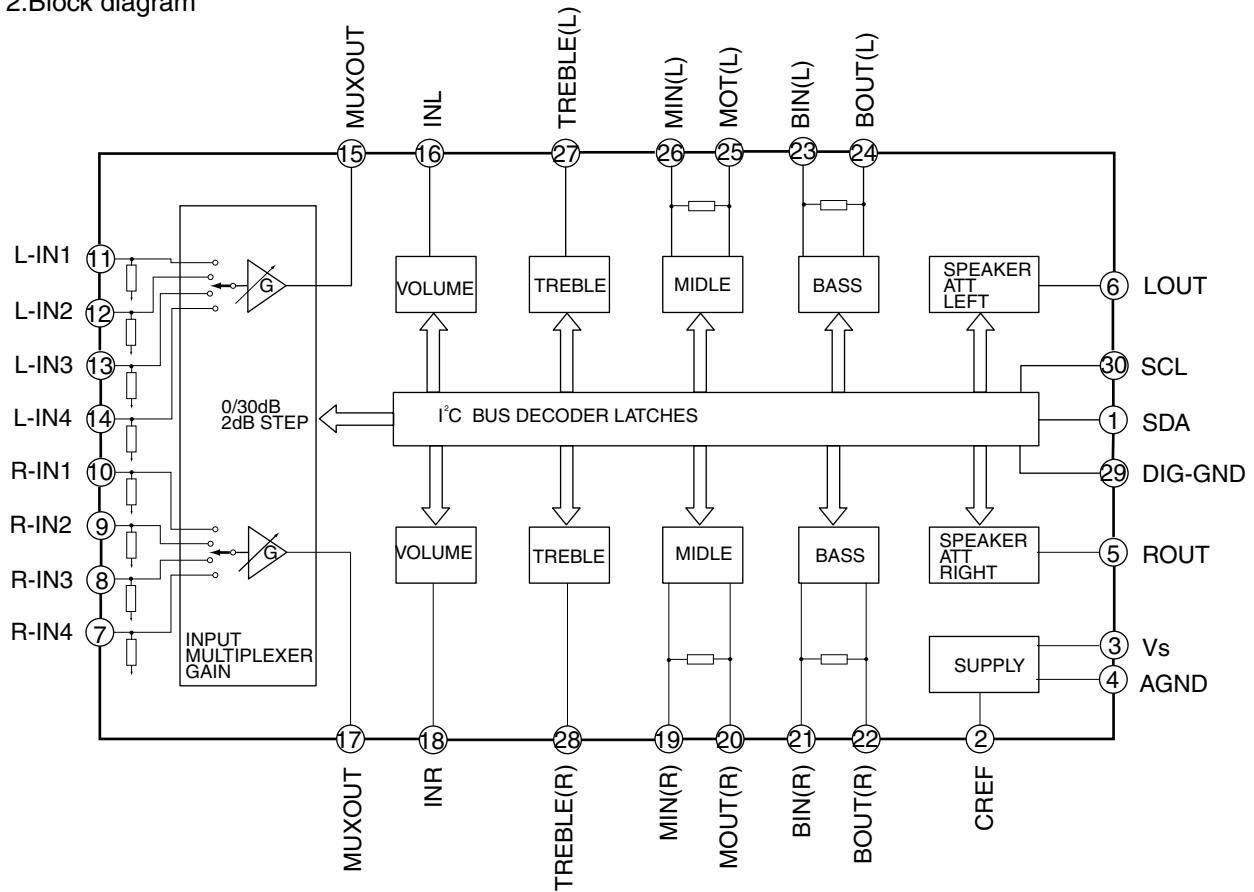 2.Block diagram
MUXOUT
INL
TREBLE(L)
MIN(L)
MOT(L)
BIN(L)
BOUT(L)
15
16
27
26
25
23
24
L-IN1
11
L-IN2
12
L-IN3
13
L-IN4
14
R-IN1
10
R-IN2
9
R-IN3
8
R-IN4
7
G
0/30dB
2dB STEP
G
INPUT
MULTIPLEXER
GAIN
VOLUME
TREBLE
MIDLE
BASS
SPEAKER
ATT
LEFT
6
LOUT
30
SCL
I²C BUS DECODER LATCHES
1
SDA
29
DIG-GND
VOLUME
TREBLE
MIDLE
BASS
SPEAKER
ATT
RIGHT
5
ROUT
SUPPLY
3
Vs
4
AGND
17
18
28
19
20
21
22
2
MUXOUT
INR
TREBLE(R)
MIN(R)
MOUT(R)
BIN(R)
BOUT(R)
CREF